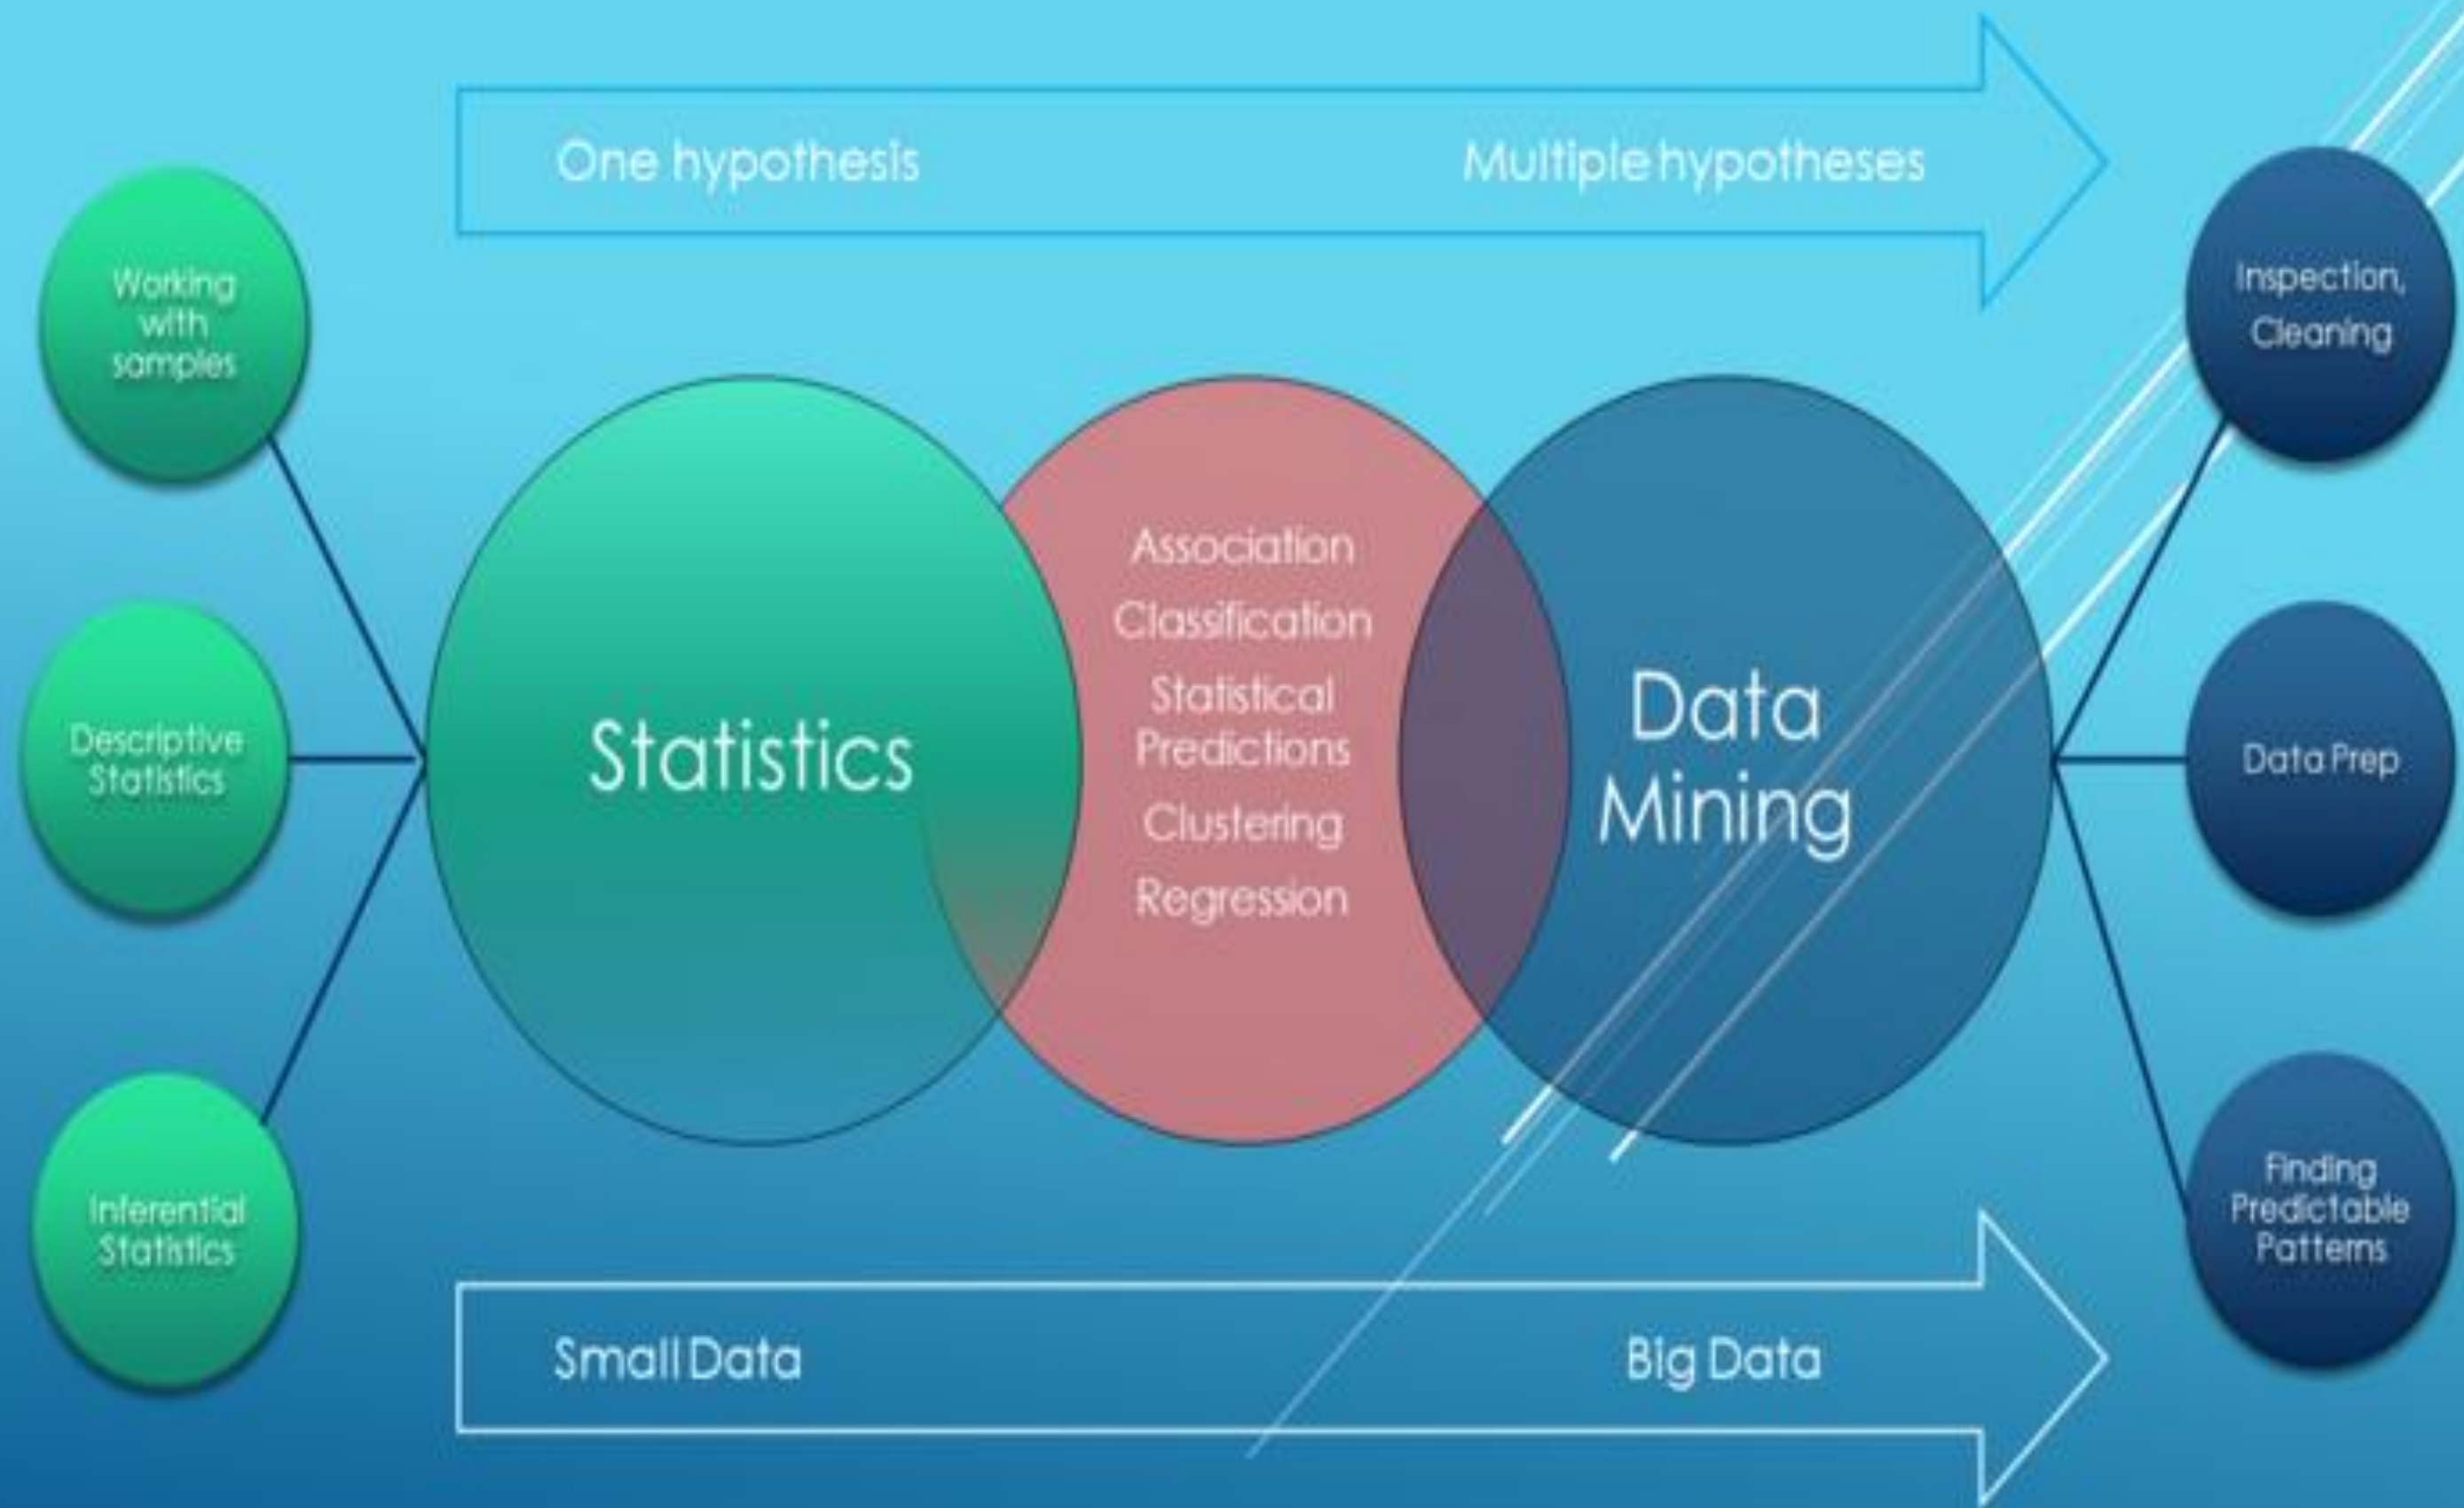 One hypothesis
Multiple hypotheses
Working
with
samples
Descriptive
Statistics
Inferential
Statistics
Statistics
Association
Classification
Statistical
Predictions
Clustering
Regression
Data
Mining
Inspection,
Cleaning
Data Prep
Finding
Predictable
Patterns
Small Data
Big Data